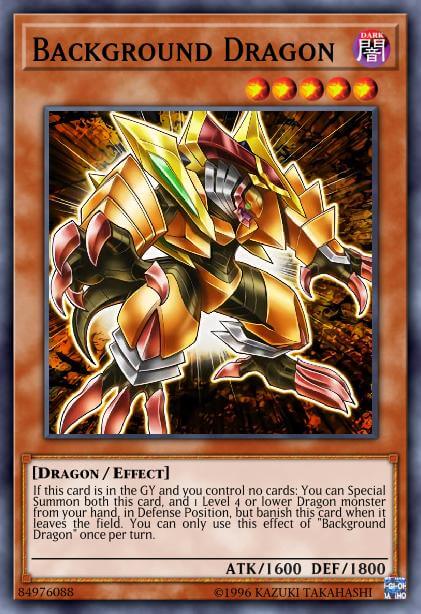 BACKGROUND DRAGON
DARK
闇
[DRAGON / EFFECT]
If this card is in the GY and you control no cards: You can Special
Summon both this card, and 1 Level 4 or lower Dragon monster
from your hand, in Defense Position, but banish this card when it
leaves the field. You can only use this effect of "Background
Dragon" once per turn.
ATK/1600 DEF/1800
84976088
©1996 KAZUKI TAKAHASHI